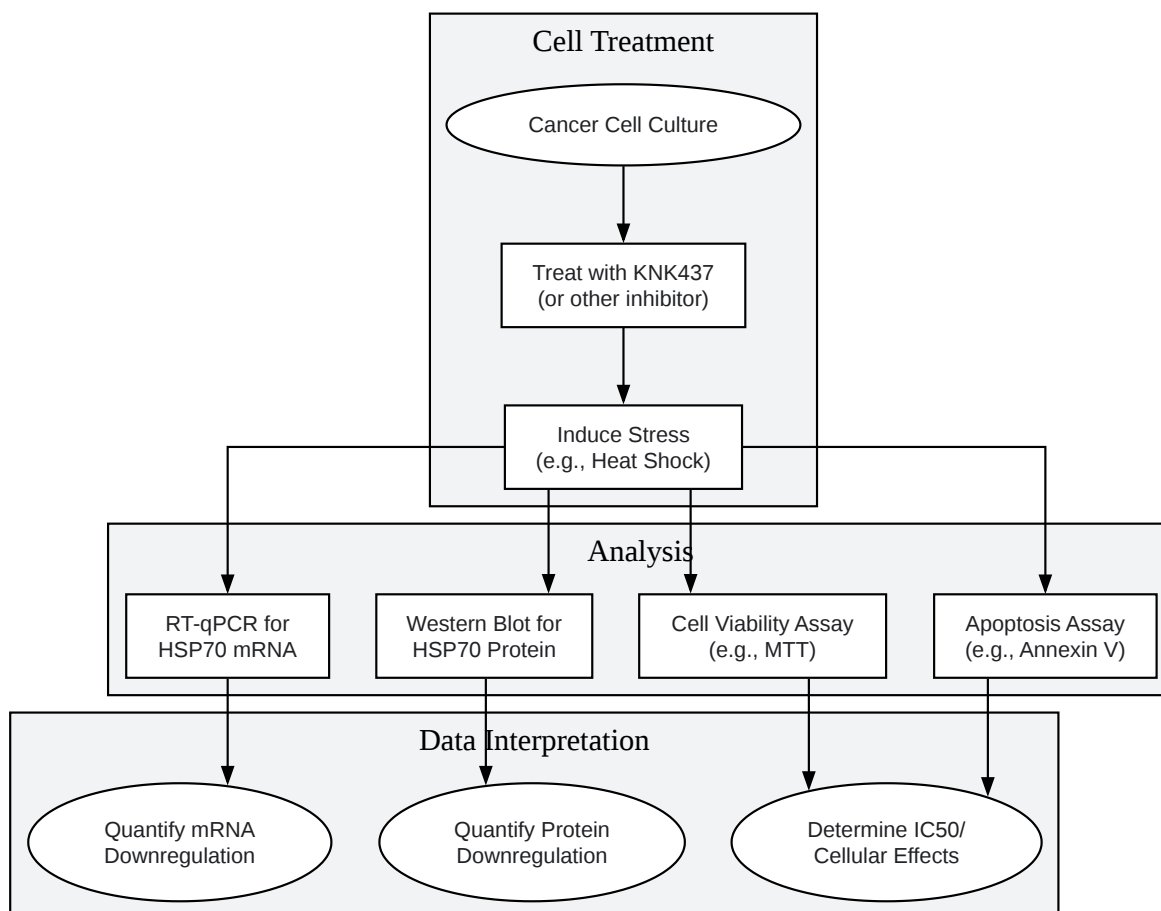 Cell Treatment
Cancer Cell Culture
Treat with KNK437
(or other inhibitor)
Induce Stress
(e.g., Heat Shock)
Analysis
RT-qPCR for
HSP70 mRNA
Western Blot for
HSP70 Protein
Cell Viability Assay
(e.g., MTT)
Apoptosis Assay
(e.g., Annexin V)
Data Interpretation
Quantify mRNA
Downregulation
Quantify Protein
Downregulation
Determine IC50/
Cellular Effects